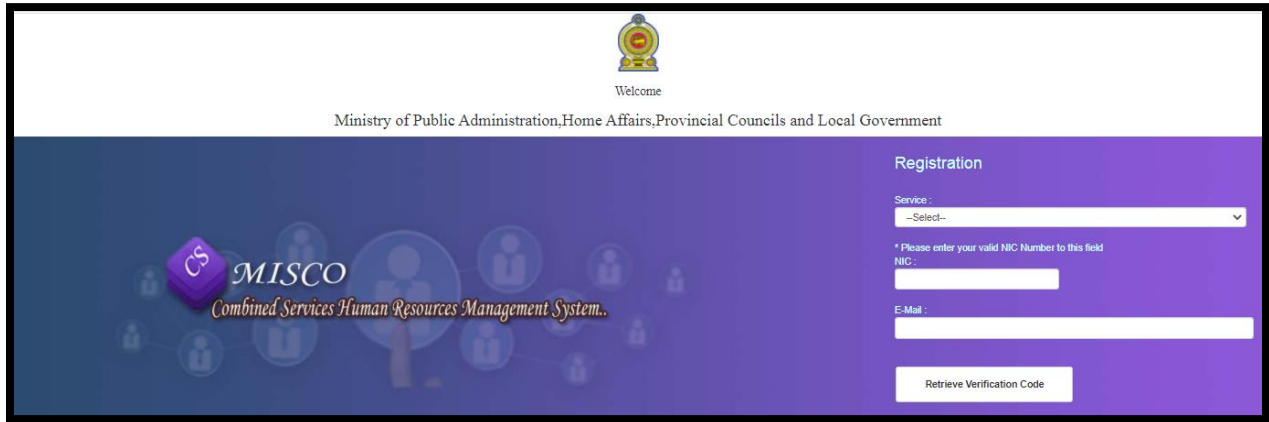 Welcome
Ministry of Public Administration,Home Affairs,Provincial Councils and Local Government
CS
MISCO
Combined Services Human Resources Management System..
Registration
Service :
--Select--
* Please enter your valid NIC Number to this field
NIC :
E-Mail :
Retrieve Verification Code